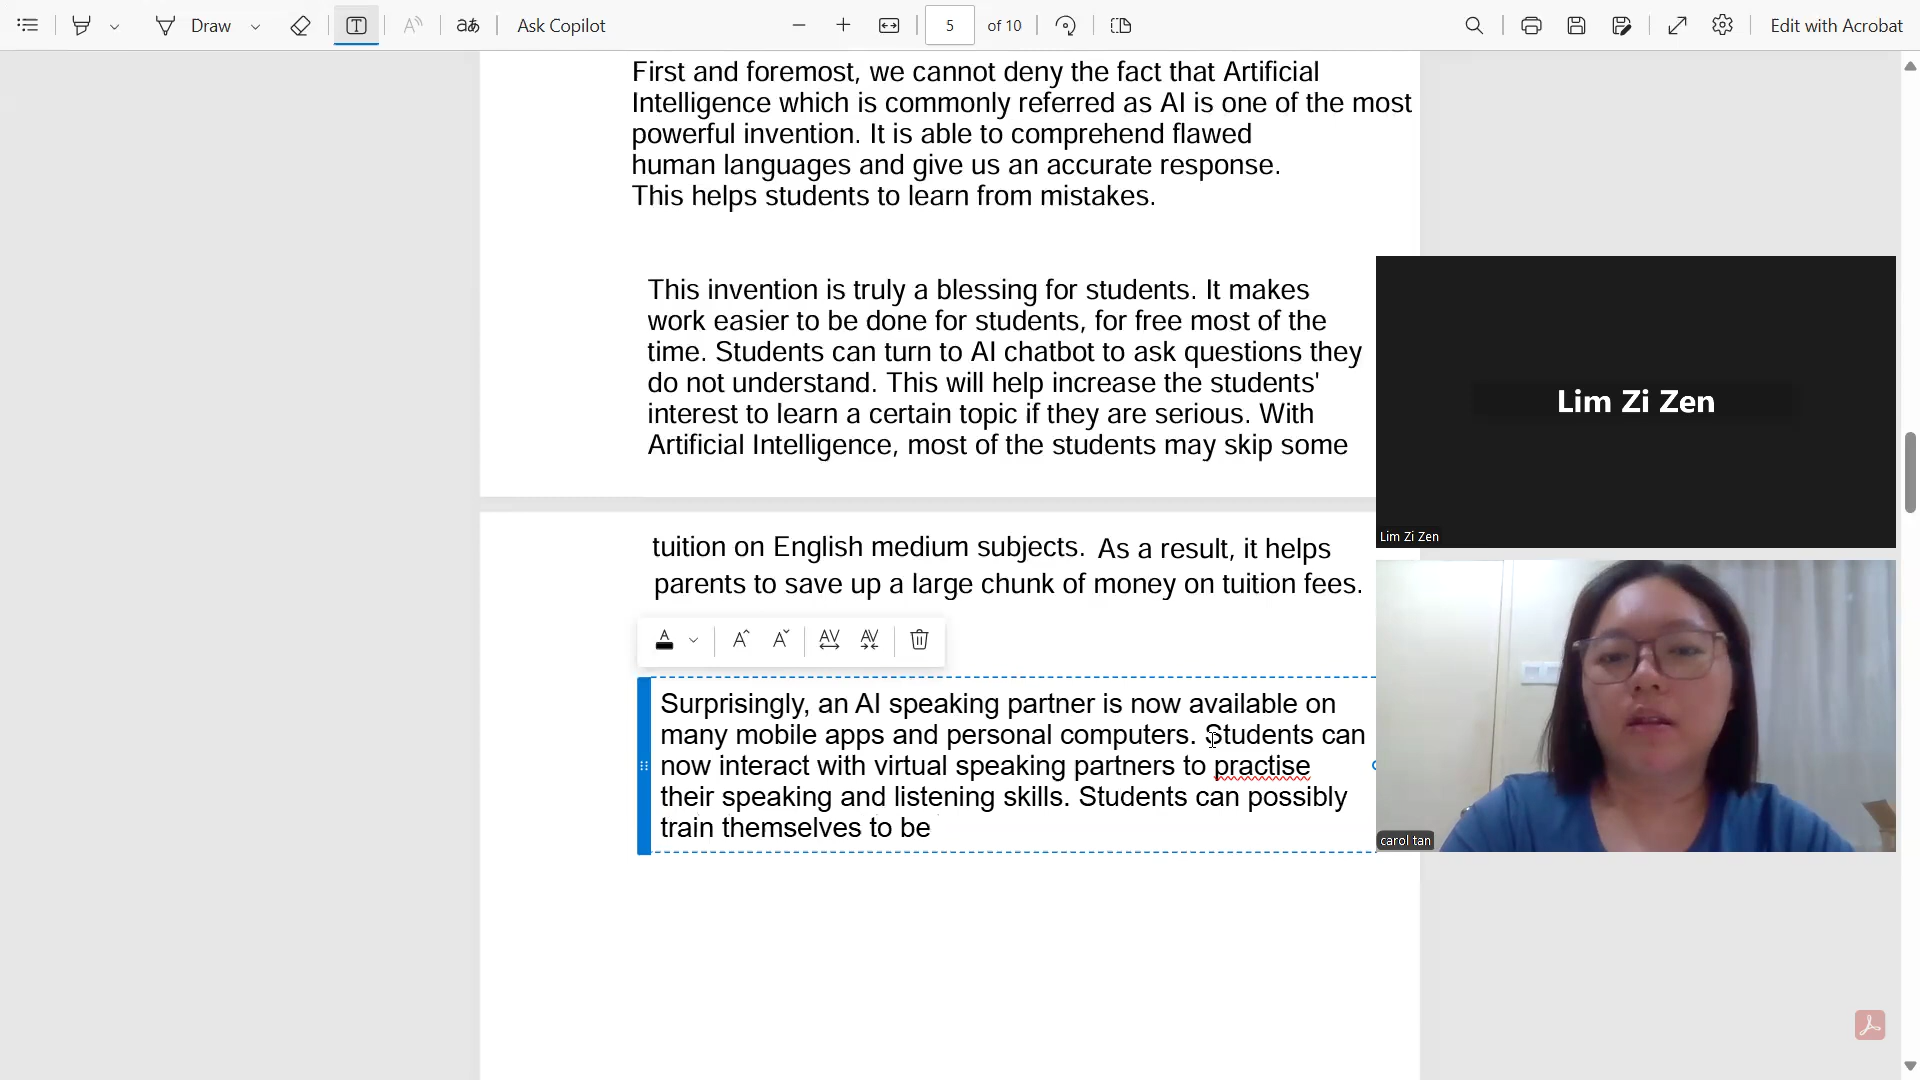 Draw
Ask Copilot
5
of 10
Edit with Acrobat
First and foremost, we cannot deny the fact that Artificial
Intelligence which is commonly referred as AI is one of the most
powerful invention. It is able to comprehend flawed
human languages and give us an accurate response.
This helps students to learn from mistakes.
This invention is truly a blessing for students. It makes
work easier to be done for students, for free most of the
time. Students can turn to AI chatbot to ask questions they
do not understand. This will help increase the students'
interest to learn a certain topic if they are serious. With
Artificial Intelligence, most of the students may skip some
tuition on English medium subjects. As a result, it helps
parents to save up a large chunk of money on tuition fees.
Surprisingly, an AI speaking partner is now available on
many mobile apps and personal computers. Students can
now interact with virtual speaking partners to practise
their speaking and listening skills. Students can possibly
train themselves to be
Lim Zi Zen
Lim Zi Zen
carol tan